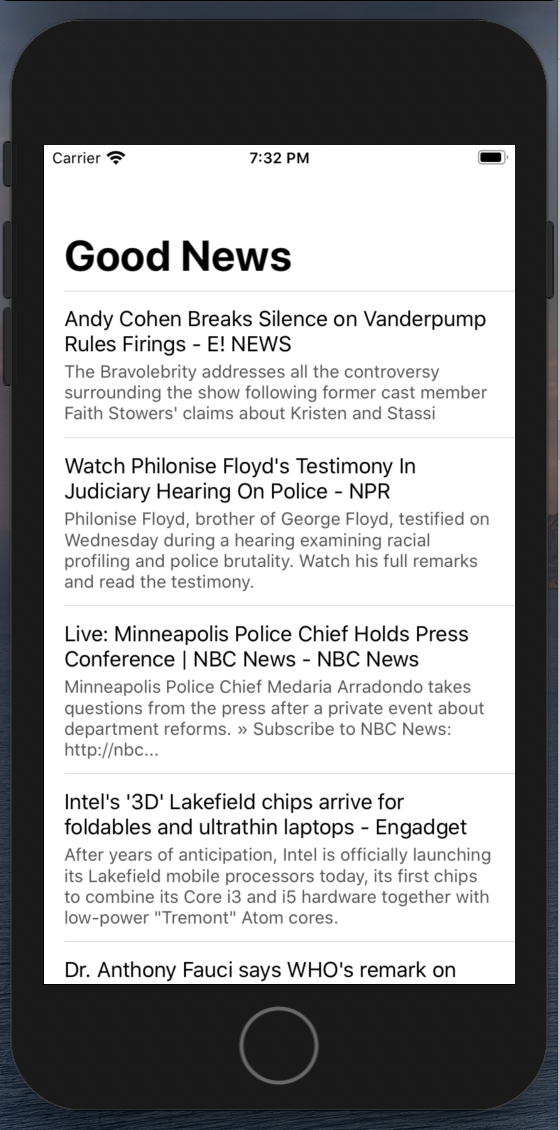 Carrier
7:32 PM
Good News
Andy Cohen Breaks Silence on Vanderpump
Rules Firings - E! NEWS
The Bravolebrity addresses all the controversy
surrounding the show following former cast member
Faith Stowers' claims about Kristen and Stassi
Watch Philonise Floyd's Testimony In
Judiciary Hearing On Police - NPR
Philonise Floyd, brother of George Floyd, testified on
Wednesday during a hearing examining racial
profiling and police brutality. Watch his full remarks
and read the testimony.
Live: Minneapolis Police Chief Holds Press
Conference | NBC News - NBC News
Minneapolis Police Chief Medaria Arradondo takes
questions from the press after a private event about
department reforms. » Subscribe to NBC News:
http://nbc...
Intel's '3D' Lakefield chips arrive for
foldables and ultrathin laptops - Engadget
After years of anticipation, Intel is officially launching
its Lakefield mobile processors today, its first chips
to combine its Core i3 and i5 hardware together with
low-power "Tremont" Atom cores.
Dr. Anthony Fauci says WHO's remark on